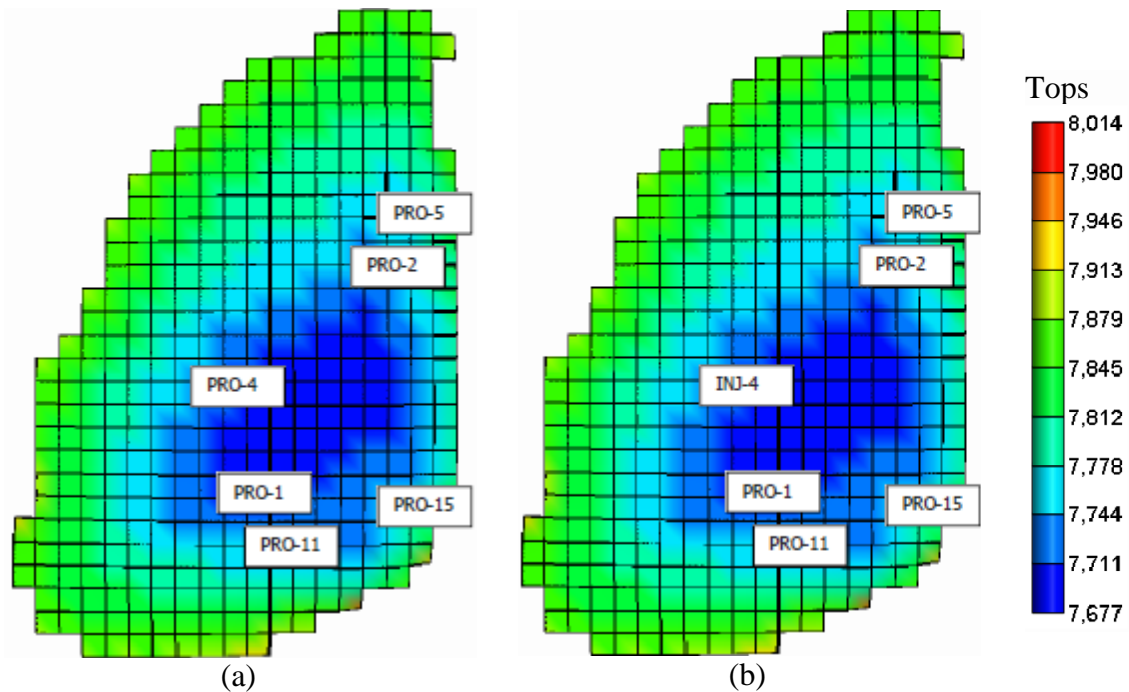 PRO-5
PRO-2
PRO-4
PRO-1
PRO-15
PRO-11
(a)
PRO-5
PRO-2
INJ-4
PRO-1
PRO-15
PRO-11
(b)
Tops
8,014
7,980
7,946
7,913
7,879
7,845
7,812
7,778
7,744
7,711
7,677